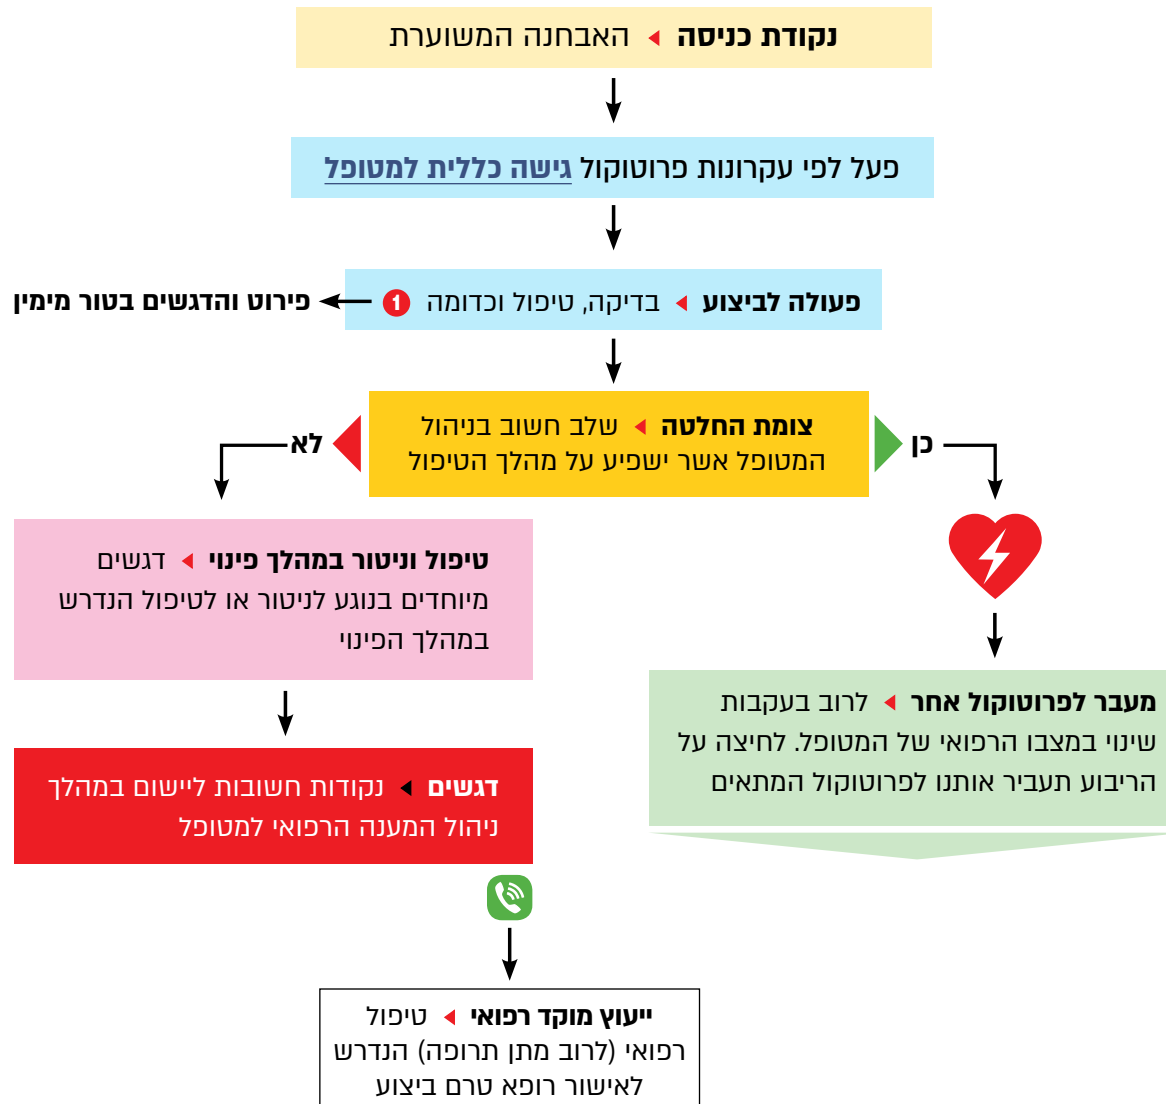 נקודת כניסה האבחנה המשוערת
פעל לפי עקרונות פרוטוקול גישה כללית למטופל
פעולה לביצוע בדיקה, טיפול וכדומה 1
פירוט והדגשים בטור מימין
צומת החלטה שלב חשוב בניהול
המטופל אשר ישפיע על מהלך הטיפול
כן
לא
מעבר לפרוטוקול אחר לרוב בעקבות
שינוי במצבו הרפואי של המטופל. לחיצה על
הריבוע תעביר אותנו לפרוטוקול המתאים
טיפול וניטור במהלך פינוי דגשים
מיוחדים בנוגע לניטור או לטיפול הנדרש
במהלך הפינוי
דגשים נקודות חשובות ליישום במהלך
ניהול המענה הרפואי למטופל
ייעוץ מוקד רפואי טיפול
רפואי (לרוב מתן תרופה) הנדרש
לאישור רופא טרם ביצוע